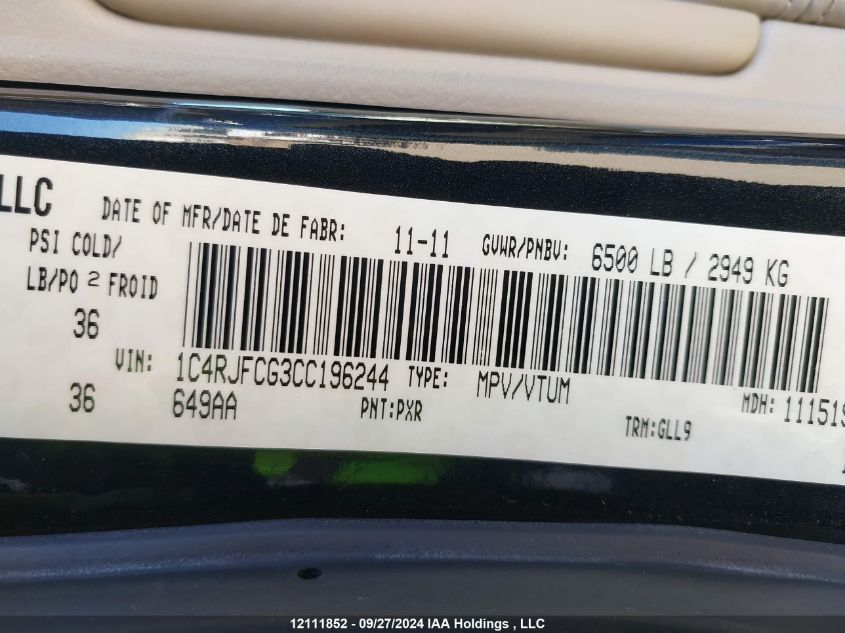 LLC DATE OF MFR/DATE DE FABR: 11-11 GVWR/PNBV: 6500 LB / 2949 KG
PSI COLD/
LB/PO 2 FROID
36
VIN: 1C4RJFCG3CC196244 TYPE: MPV/VTUM MDH: 111519
36 649AA PNT:PXR TRM:GLL9
12111852 - 09/27/2024 IAA Holdings , LLC